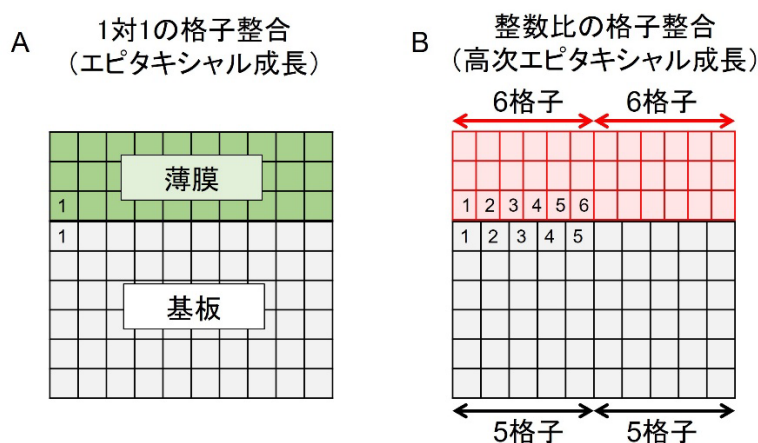 A
1対1の格子整合
(エピタキシャル成長)
薄膜
1
1
基板
B
整数比の格子整合
(高次エピタキシャル成長)
6格子 6格子
1 2 3 4 5 6
1 2 3 4 5
5格子 5格子